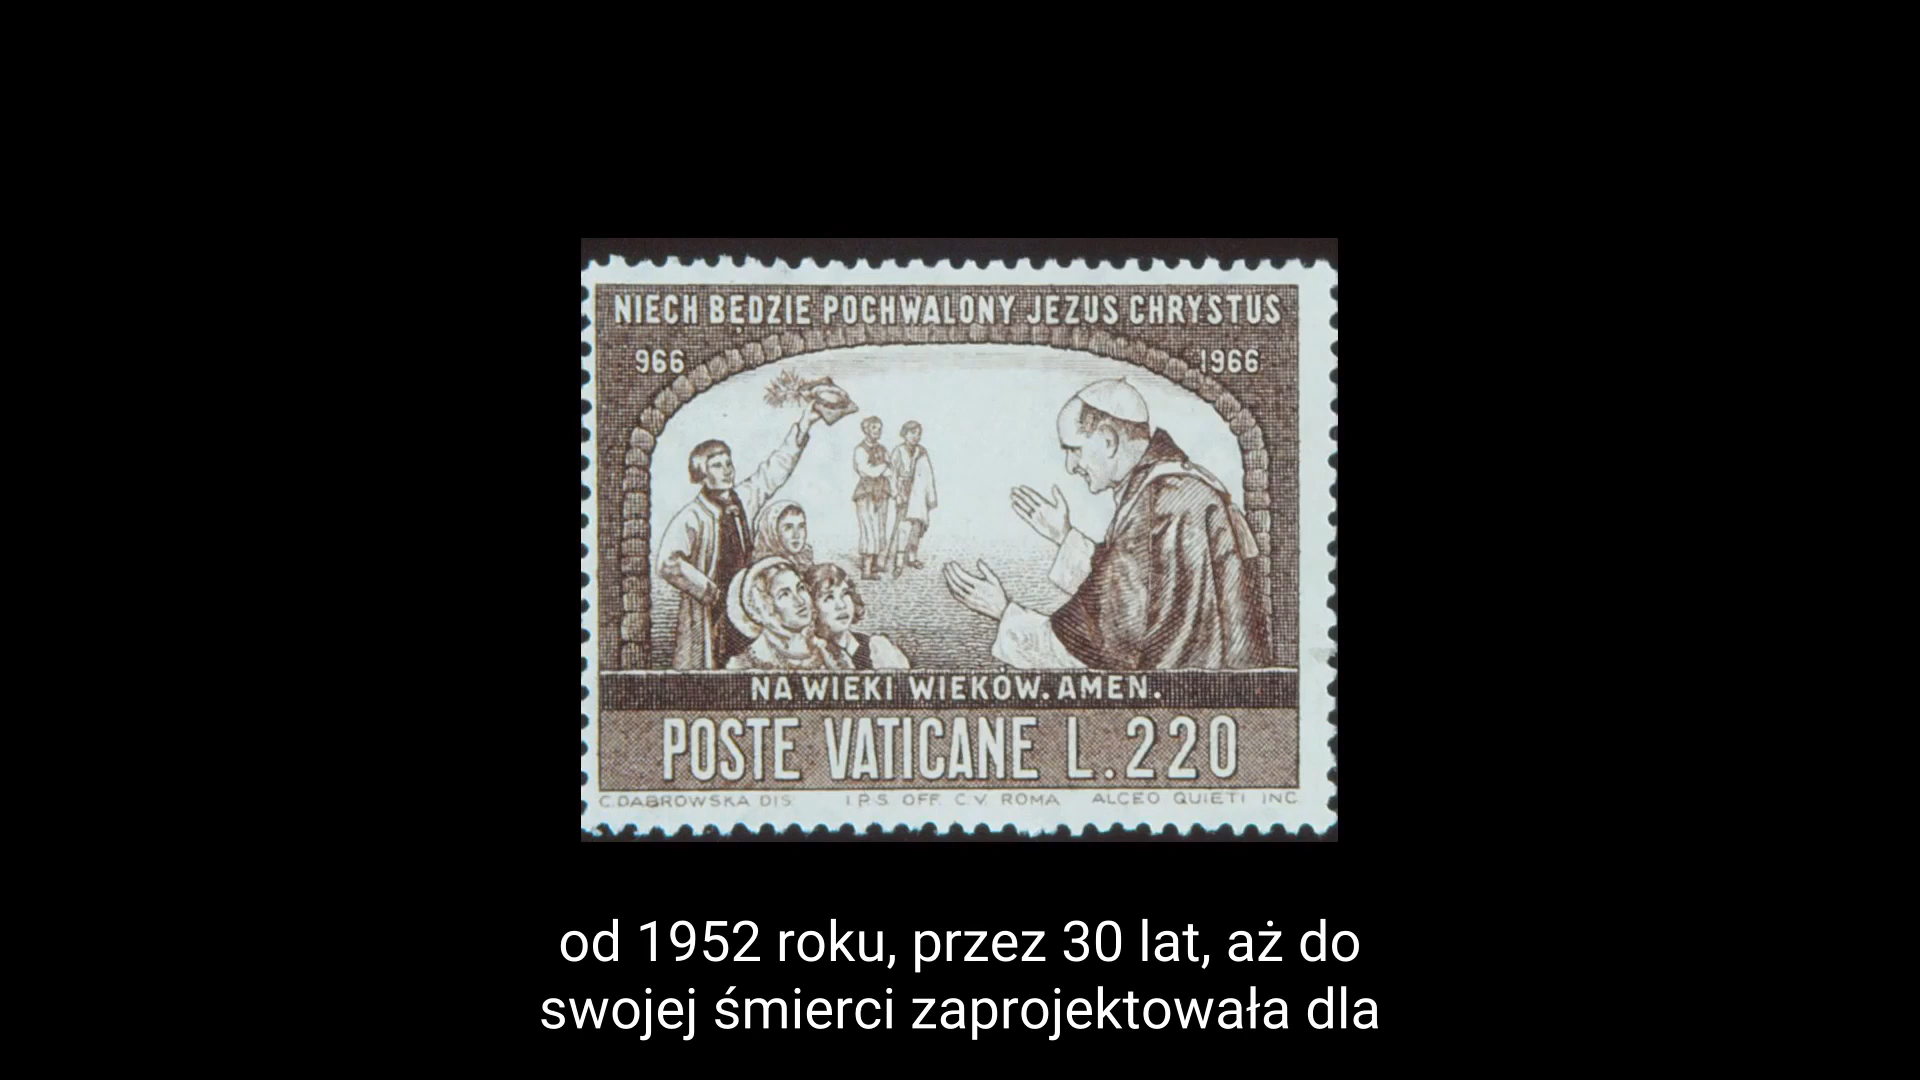 NIECH BĘDZIE POCHWALONY JEZUS CHRYSTUS
966 1966
NA WIEKI WIEKÓW. AMEN.
POSTE VATICANE L.220
C.DABROWSKA DIS. I.P.S. OFF. C.V. ROMA ALCEO QUIETI INC.
od 1952 roku, przez 30 lat, aż do
swojej śmierci zaprojektowała dla